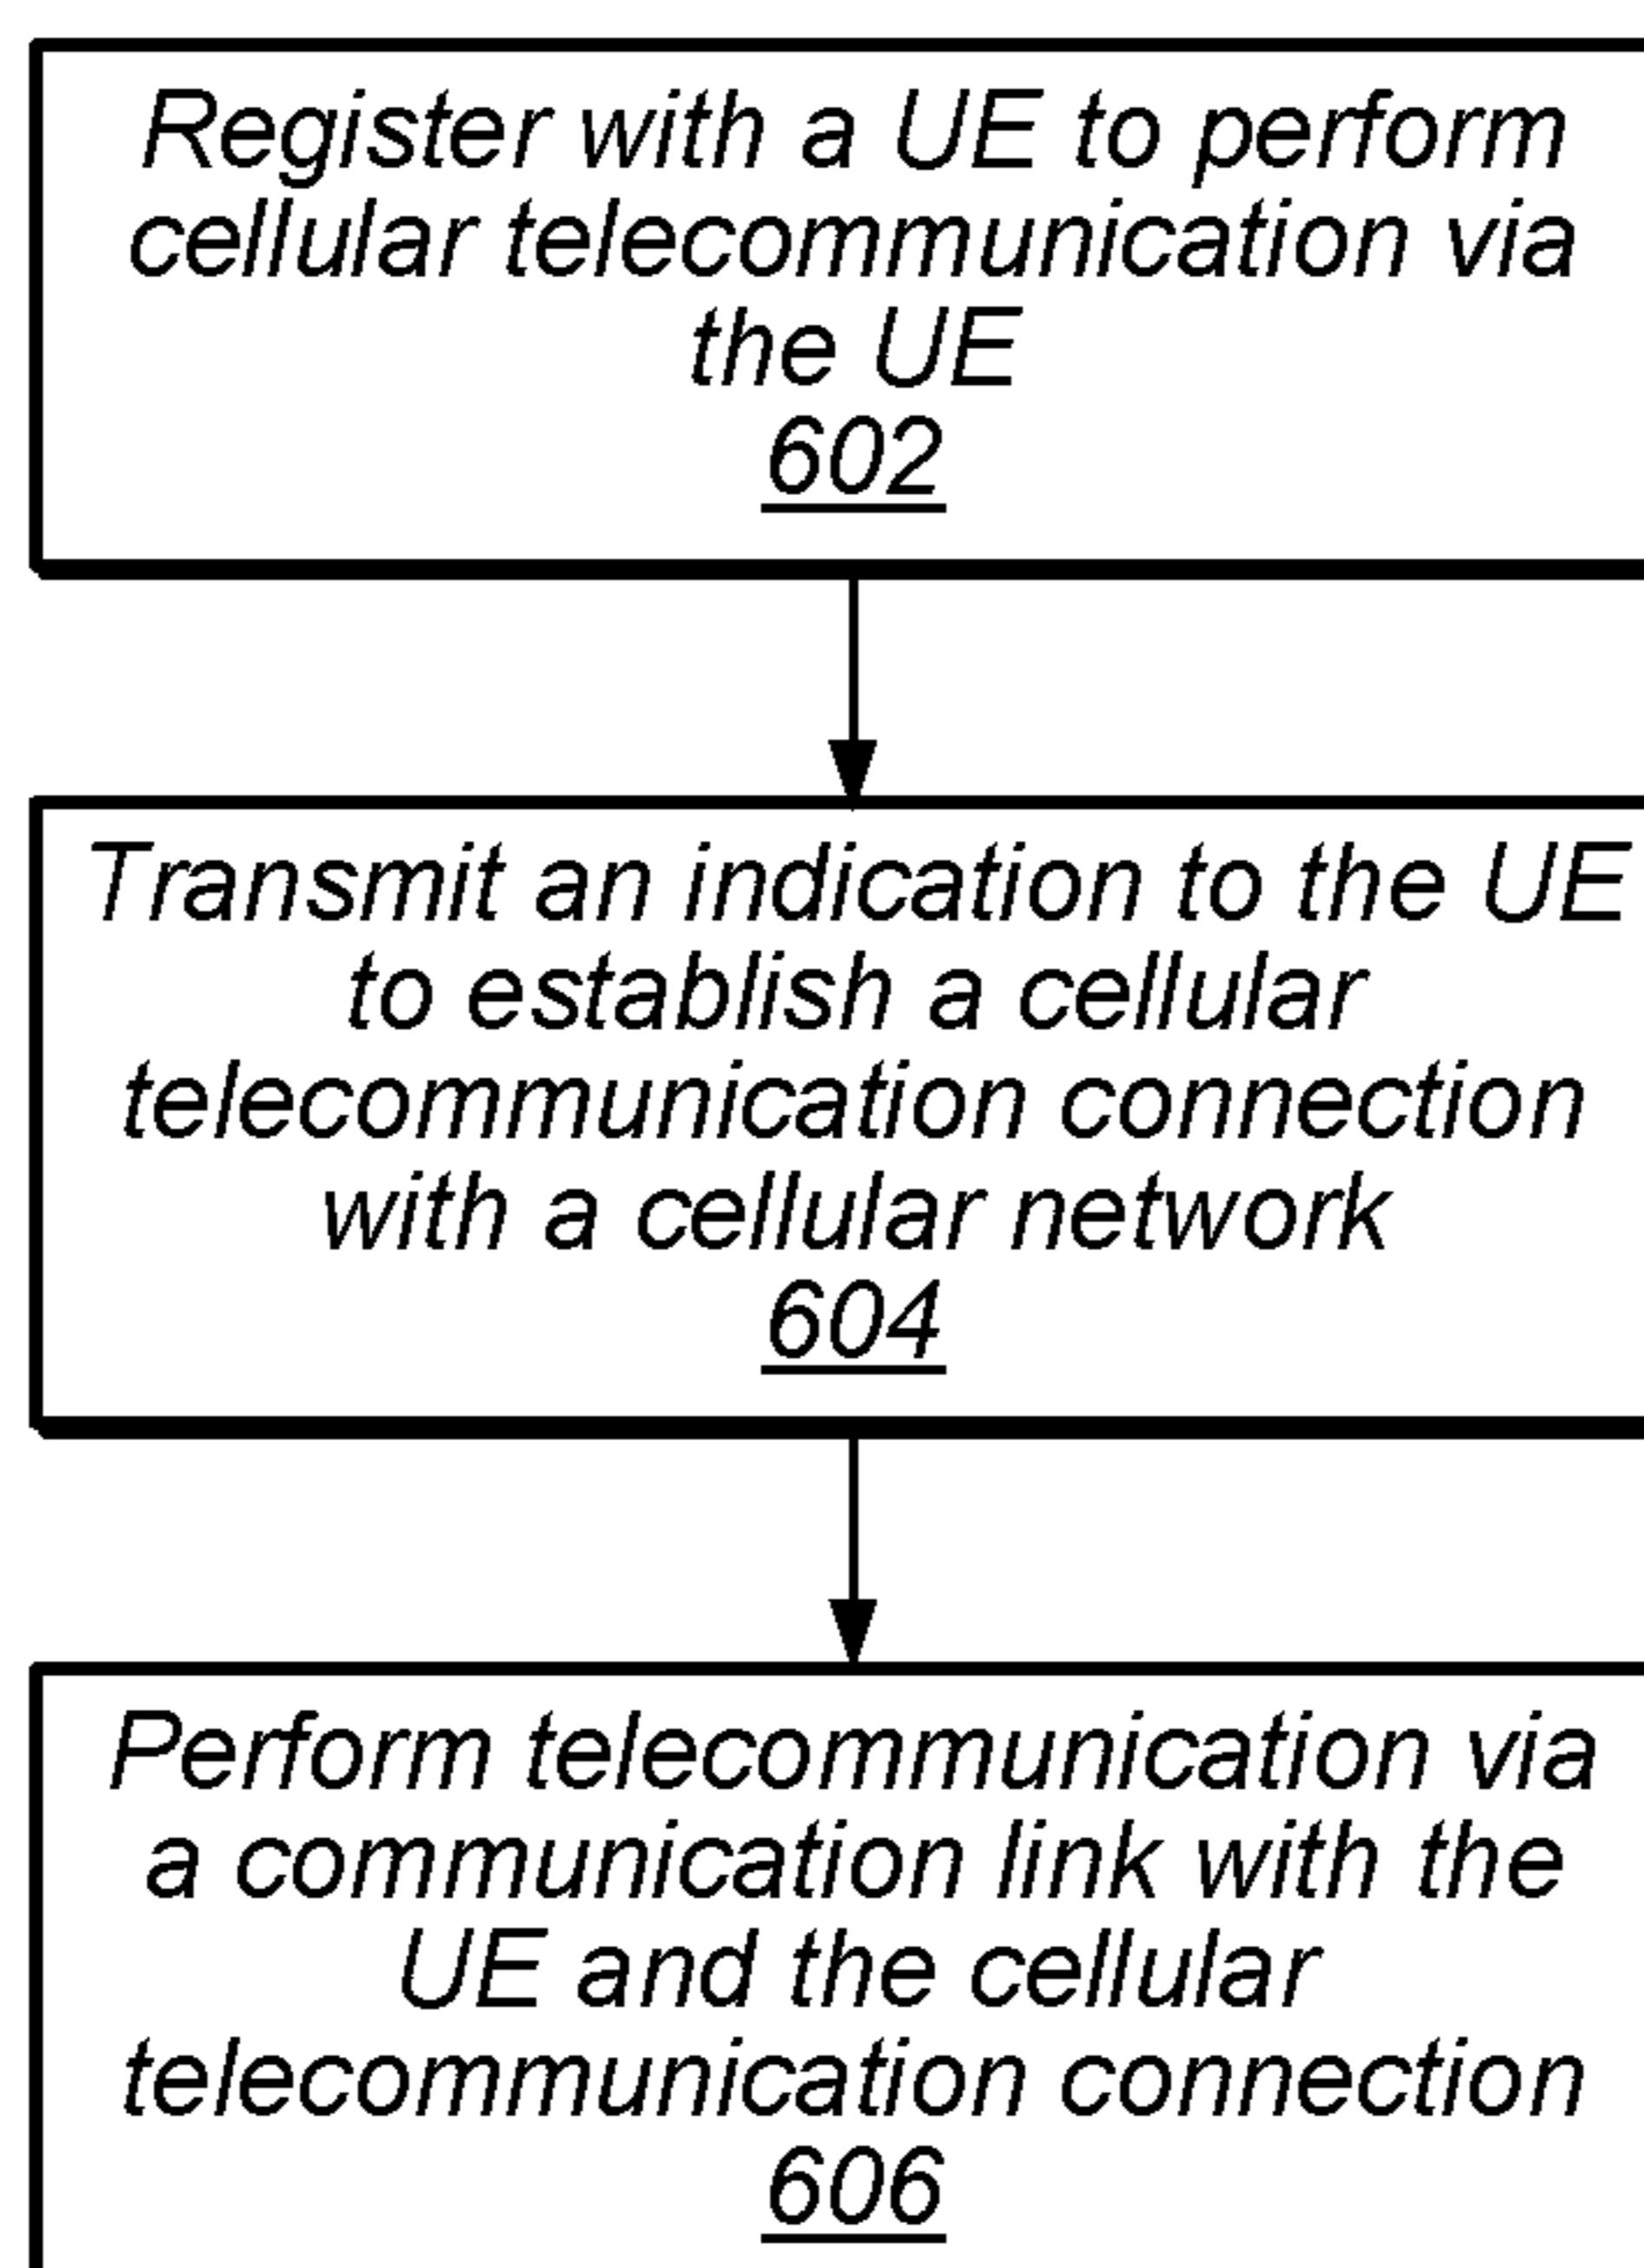 Register with a UE to perform
cellular telecommunication via
the UE
602
Transmit an indication to the UE
to establish a cellular
telecommunication connection
with a cellular network
604
Perform telecommunication via
a communication link with the
UE and the cellular
telecommunication connection
606